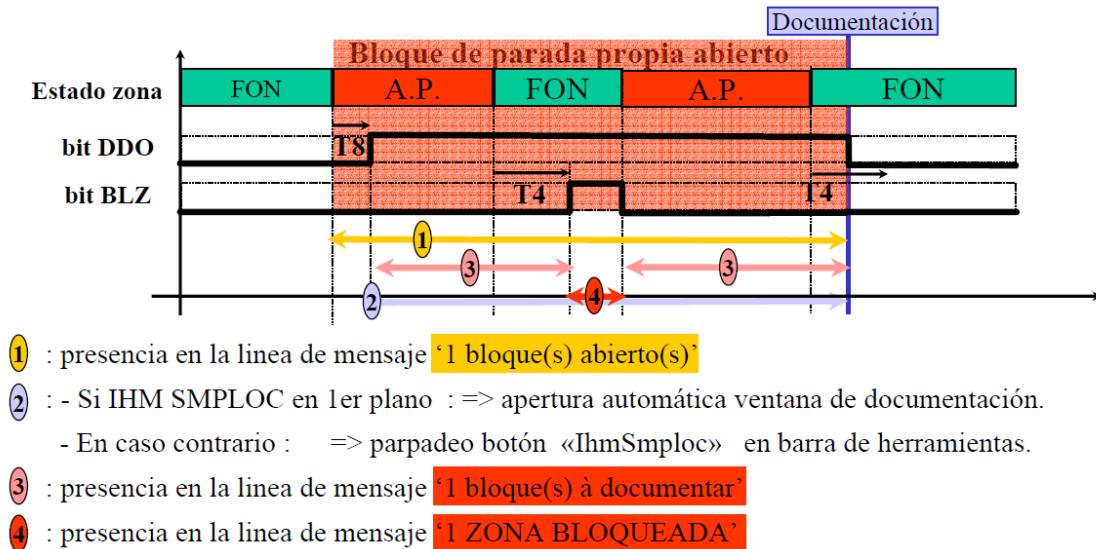 Documentación
Bloque de parada propia abierto
Estado zona FON A.P. FON A.P. FON
bit DDO T8
bit BLZ T4 T4
1
3 3
2 4
1 : presencia en la linea de mensaje ‘1 bloque(s) abierto(s)’
2 : - Si IHM SMPLOC en 1er plano : => apertura automática ventana de documentación.
- En caso contrario : => parpadeo botón «IhmSmploc» en barra de herramientas.
3 : presencia en la linea de mensaje ‘1 bloque(s) à documentar’
4 : presencia en la linea de mensaje ‘1 ZONA BLOQUEADA’